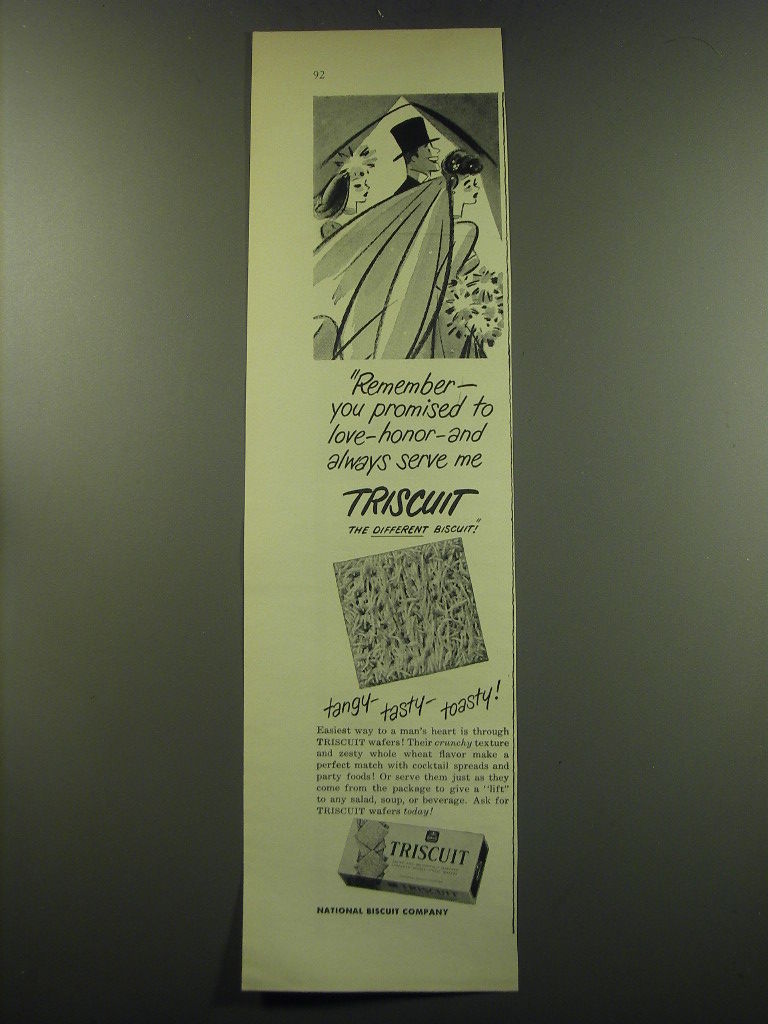 92
"Remember—
you promised to
love-honor-and
always serve me
TRISCUIT
THE DIFFERENT BISCUIT!"
tangy- tasty- toasty!
Easiest way to a man's heart is through
TRISCUIT wafers! Their crunchy texture
and zesty whole wheat flavor make a
perfect match with cocktail spreads and
party foods! Or serve them just as they
come from the package to give a "lift"
to any salad, soup, or beverage. Ask for
TRISCUIT wafers today!
TRISCUIT
TRISCUIT
NATIONAL BISCUIT COMPANY